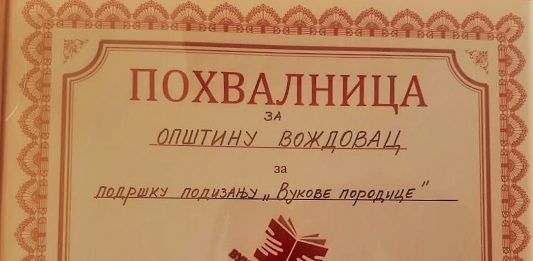 ПОХВАЛНИЦА
ЗА
ОПШТИНУ ВОЖДОВАЦ
за
ПОДРШКУ ПОДИЗАЊУ „ВУКОВЕ ПОРОДИЦЕ"